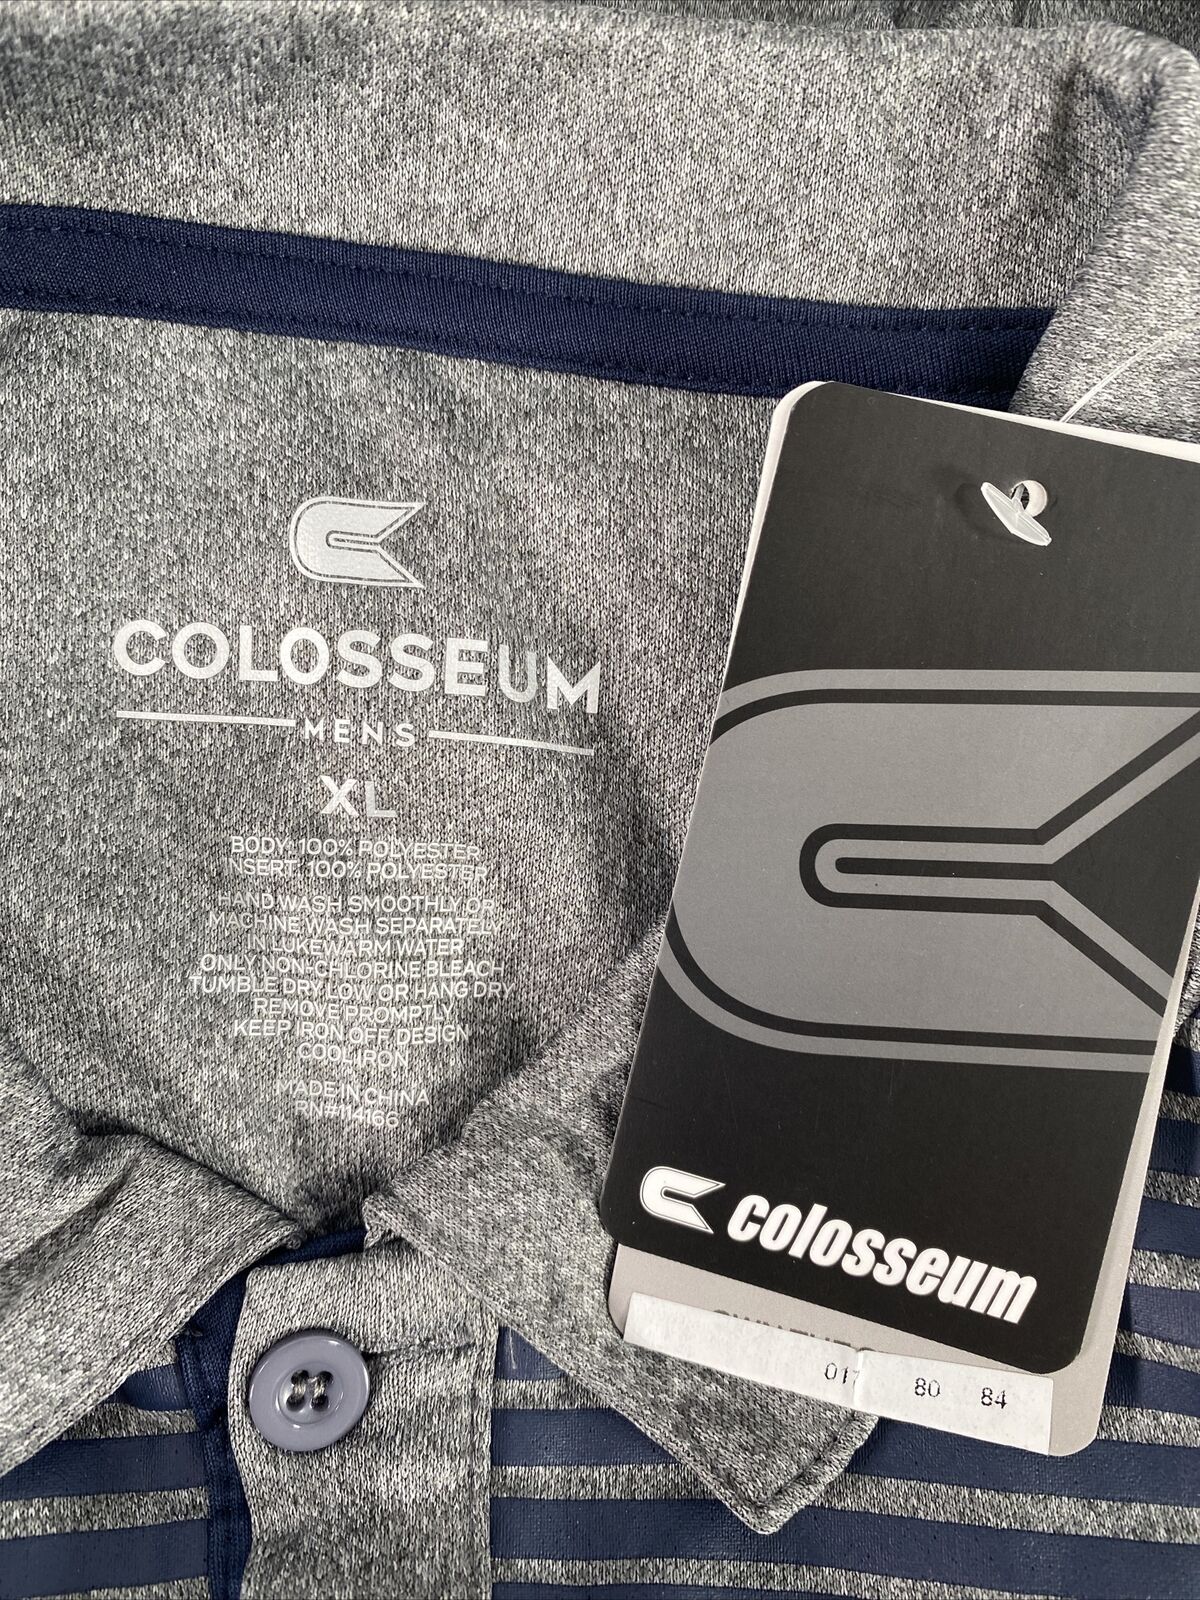 COLOSSEUM
MENS
XL
BODY: 100% POLYESTER
INSERT: 100% POLYESTER
HAND WASH SMOOTHLY OR
MACHINE WASH SEPARATELY
IN LUKEWARM WATER
ONLY NON-CHLORINE BLEACH
TUMBLE DRY LOW OR HANG DRY
REMOVE PROMPTLY
KEEP IRON OFF DESIGN
COOL IRON
MADE IN CHINA
RN#114166
colosseum
017 80 84